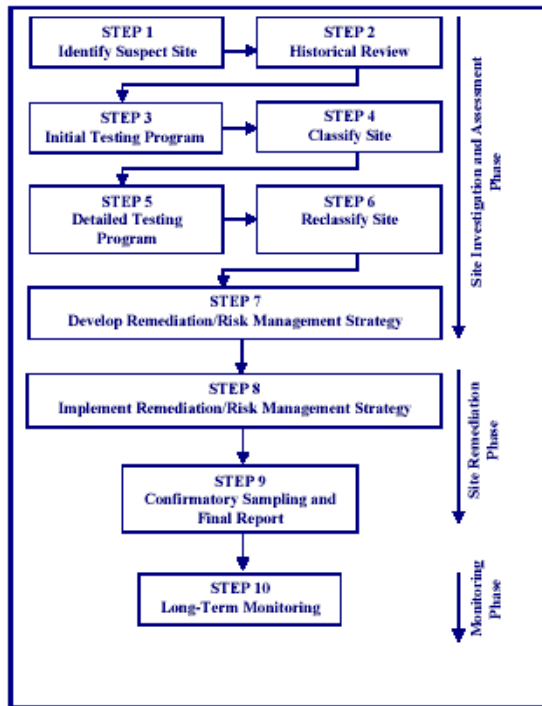 STEP 1
Identify Suspect Site
STEP 2
Historical Review
STEP 3
Initial Testing Program
STEP 4
Classify Site
STEP 5
Detailed Testing
Program
STEP 6
Reclassify Site
STEP 7
Develop Remediation/Risk Management Strategy
Site Investigation and Assessment
Phase
STEP 8
Implement Remediation/Risk Management Strategy
STEP 9
Confirmatory Sampling and
Final Report
Site Remediation
Phase
STEP 10
Long-Term Monitoring
Monitoring
Phase